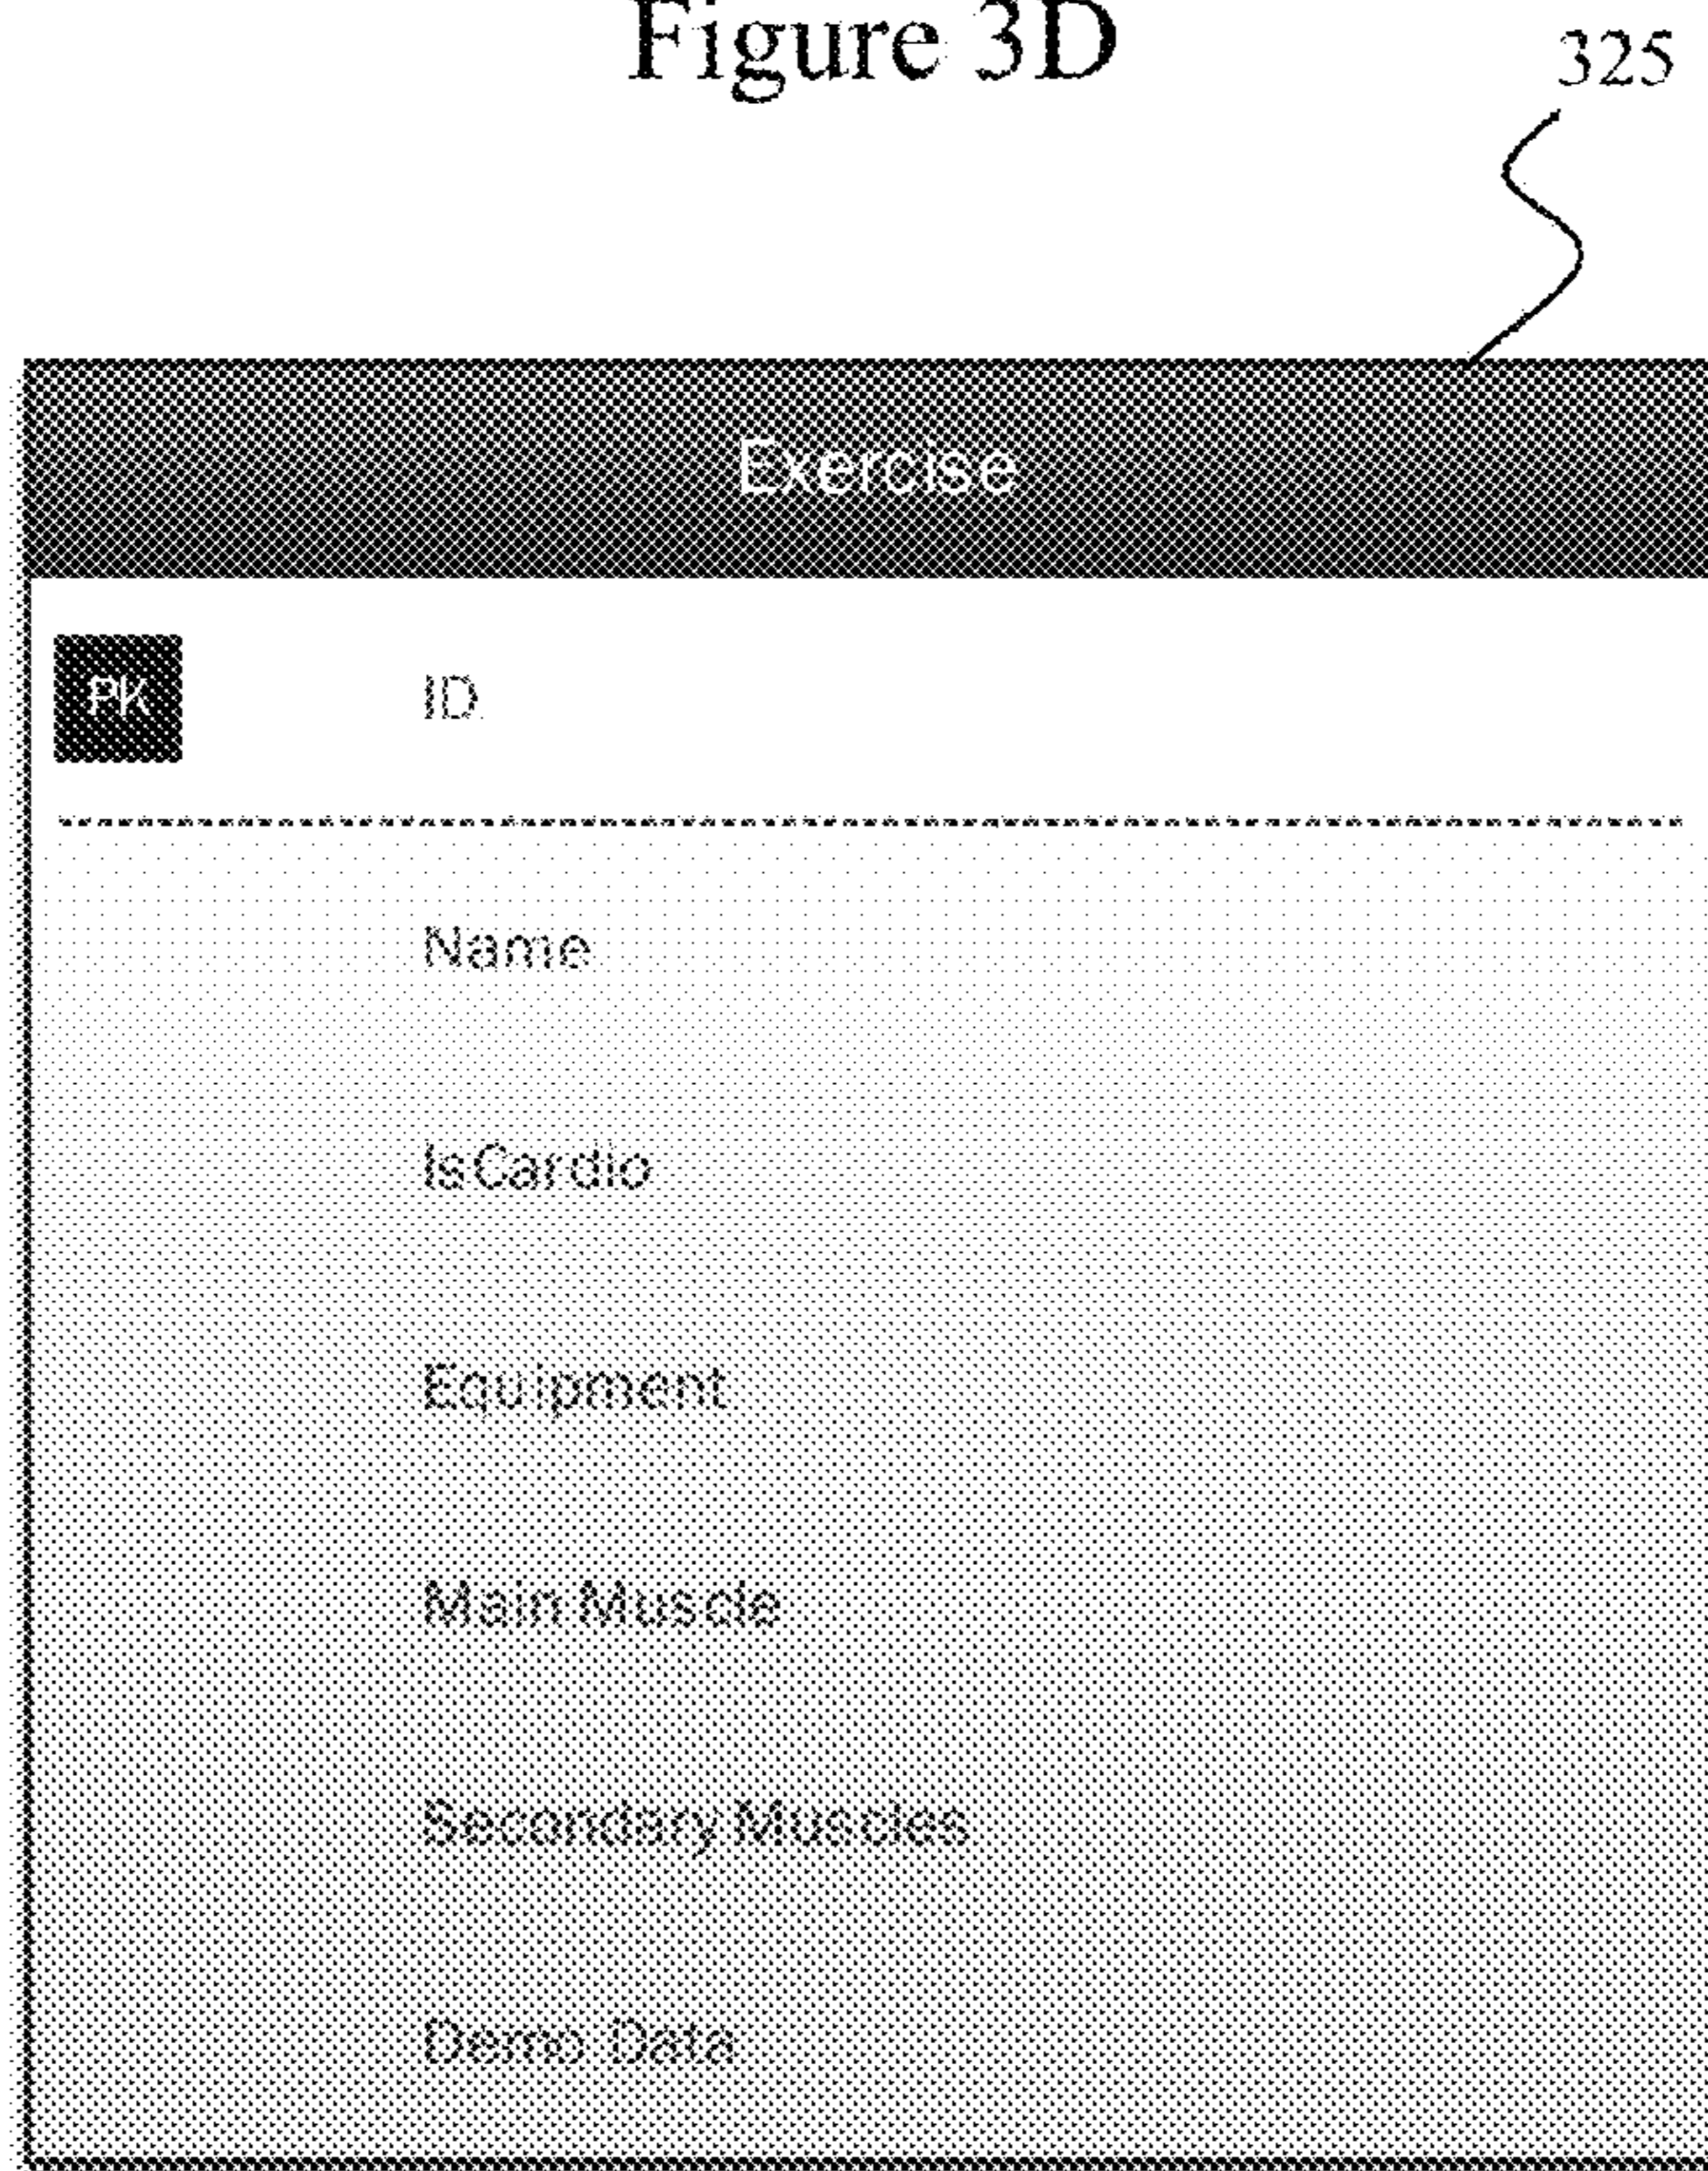 Figure 3D
325
Exercise
PK ID
Name
IsCardio
Equipment
Main Muscle
Secondary Muscles
Demo Data